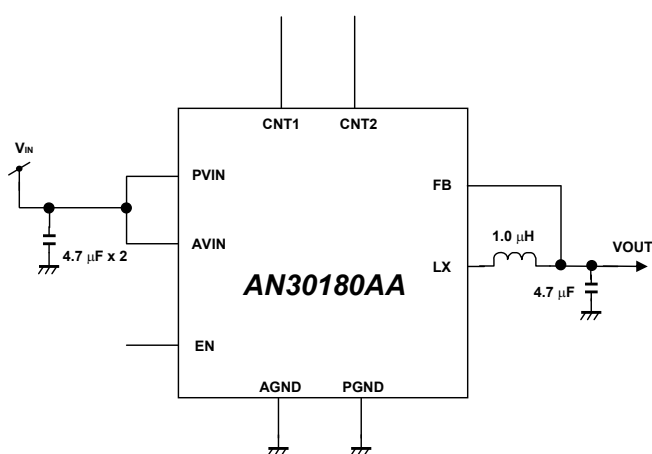 CNT1 CNT2
VIN
PVIN
FB
AVIN
1.0 μH
VOUT
4.7 μF x 2
LX
AN30180AA
4.7 μF
EN
AGND PGND